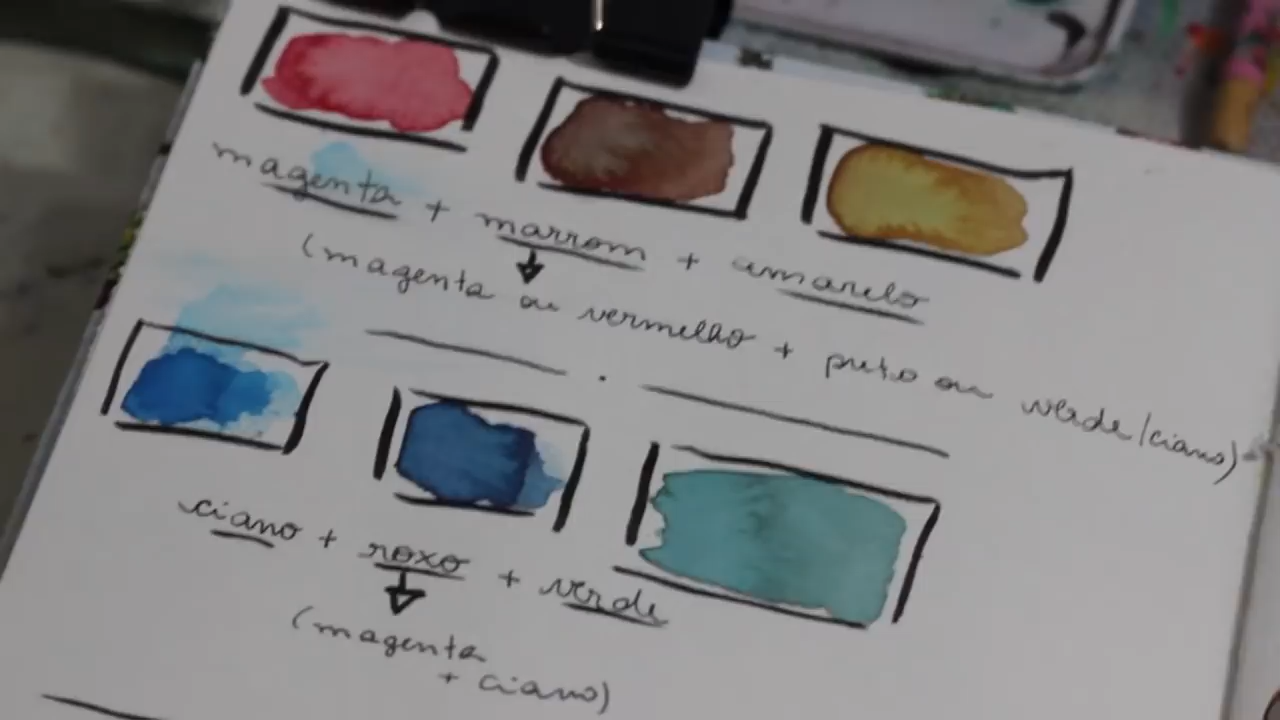 magenta + marrom + amarelo
(magenta ou vermelho + preto ou verde/ciano)
ciano + roxo + verde
(magenta
+ ciano)